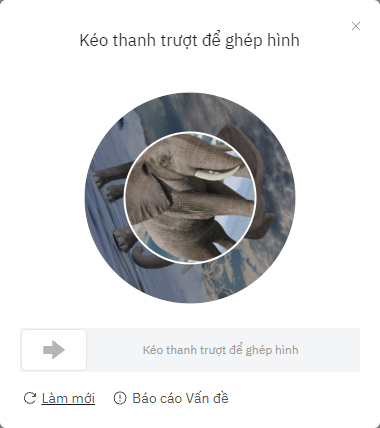 Kéo thanh trượt để ghép hình
Kéo thanh trượt để ghép hình
Làm mới
Báo cáo Vấn đề